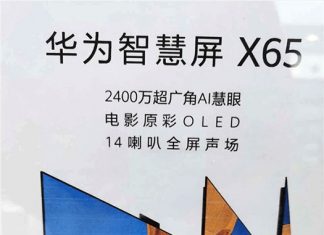 华为智慧屏 X65
2400万超广角AI慧眼
电影原彩OLED
14喇叭全屏声场